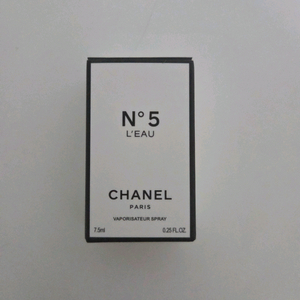 N°5
L'EAU
CHANEL
PARIS
VAPORISATEUR SPRAY
7.5ml 0.25 FL.OZ.